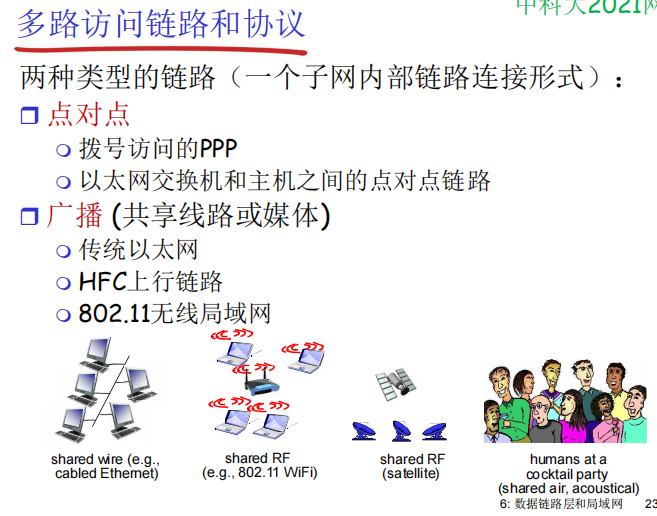 中科大2021网
多路访问链路和协议
两种类型的链路（一个子网内部链路连接形式）：
点对点
拨号访问的PPP
以太网交换机和主机之间的点对点链路
广播 (共享线路或媒体)
传统以太网
HFC上行链路
802.11无线局域网
shared wire (e.g.,
cabled Ethernet)
shared RF
(e.g., 802.11 WiFi)
shared RF
(satellite)
humans at a
cocktail party
(shared air, acoustical)
6: 数据链路层和局域网
23